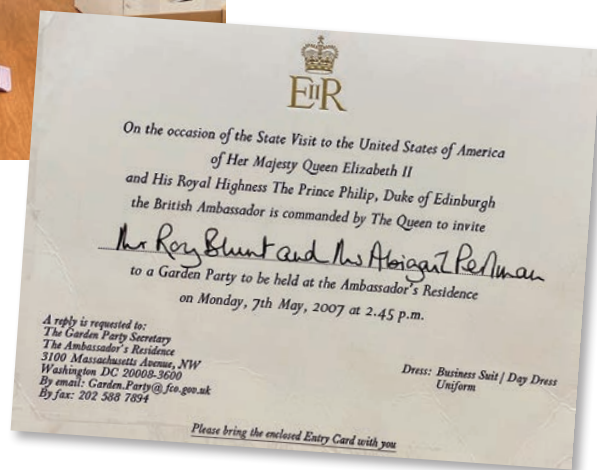 EIIR
On the occasion of the State Visit to the United States of America
of Her Majesty Queen Elizabeth II
and His Royal Highness The Prince Philip, Duke of Edinburgh
the British Ambassador is commanded by The Queen to invite
Mr Roy Blunt and Ms Abigail Perlman
to a Garden Party to be held at the Ambassador's Residence
on Monday, 7th May, 2007 at 2.45 p.m.
A reply is requested to:
The Garden Party Secretary
The Ambassador's Residence
3100 Massachusetts Avenue, NW
Washington DC 20008-3600
By email: Garden.Party@fco.gov.uk
By fax: 202 588 7894
Dress: Business Suit / Day Dress
Uniform
Please bring the enclosed Entry Card with you